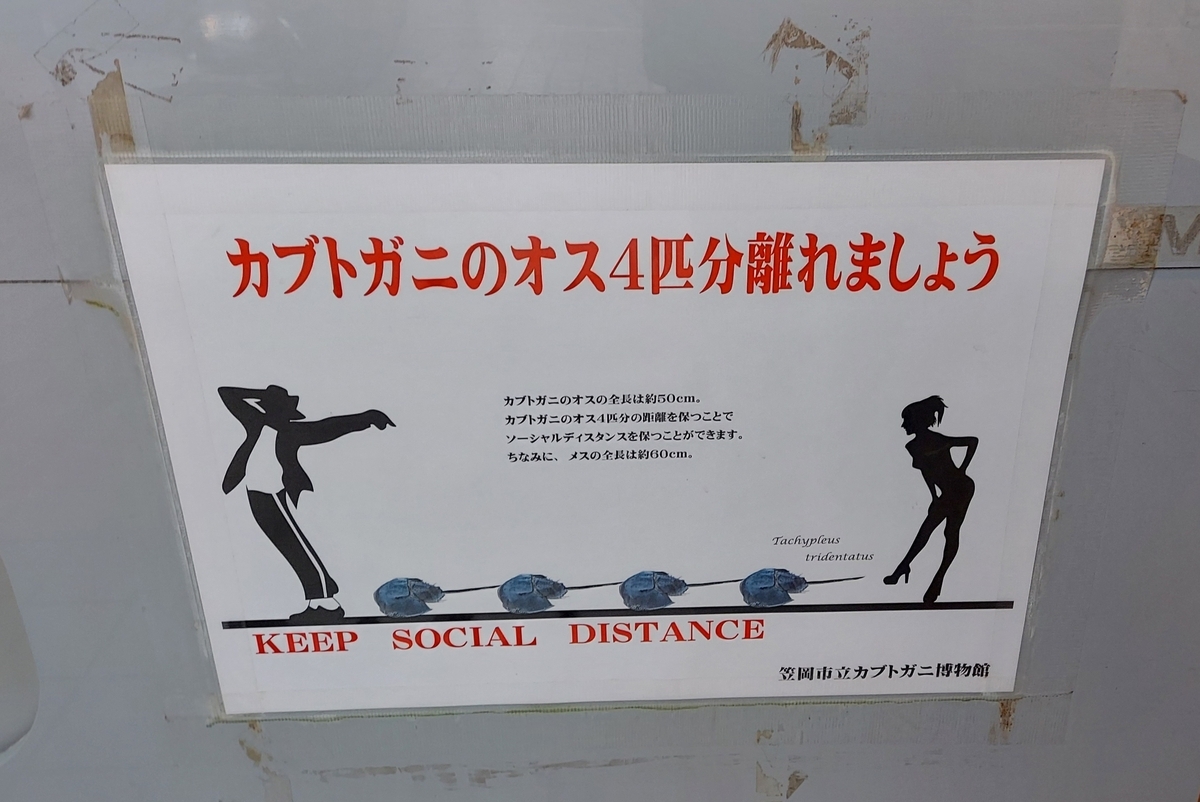 カブトガニのオス4匹分離れましょう
カブトガニのオスの全長は約50cm。
カブトガニのオス4匹分の距離を保つことで
ソーシャルディスタンスを保つことができます。
ちなみに、メスの全長は約60cm。
Tachypleus
tridentatus
KEEP SOCIAL DISTANCE
笠岡市立カブトガニ博物館